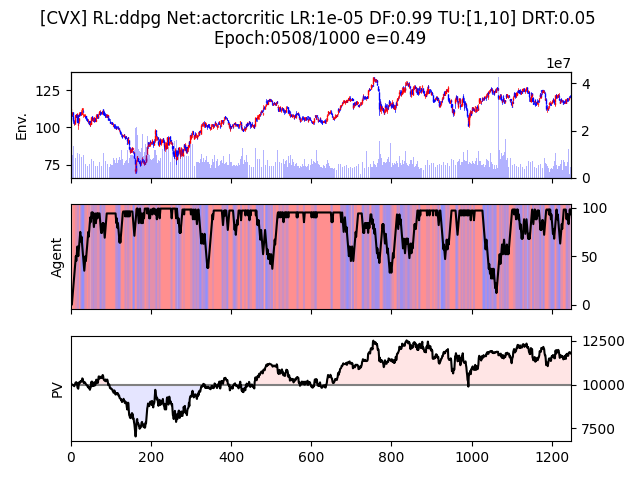 [CVX] RL:ddpg Net:actorcritic LR:1e-05 DF:0.99 TU:[1,10] DRT:0.05
Epoch:0508/1000 e=0.49
1e7
125
100
75
Env.
4
2
0
Agent
100
50
0
PV
12500
10000
7500
0 200 400 600 800 1000 1200